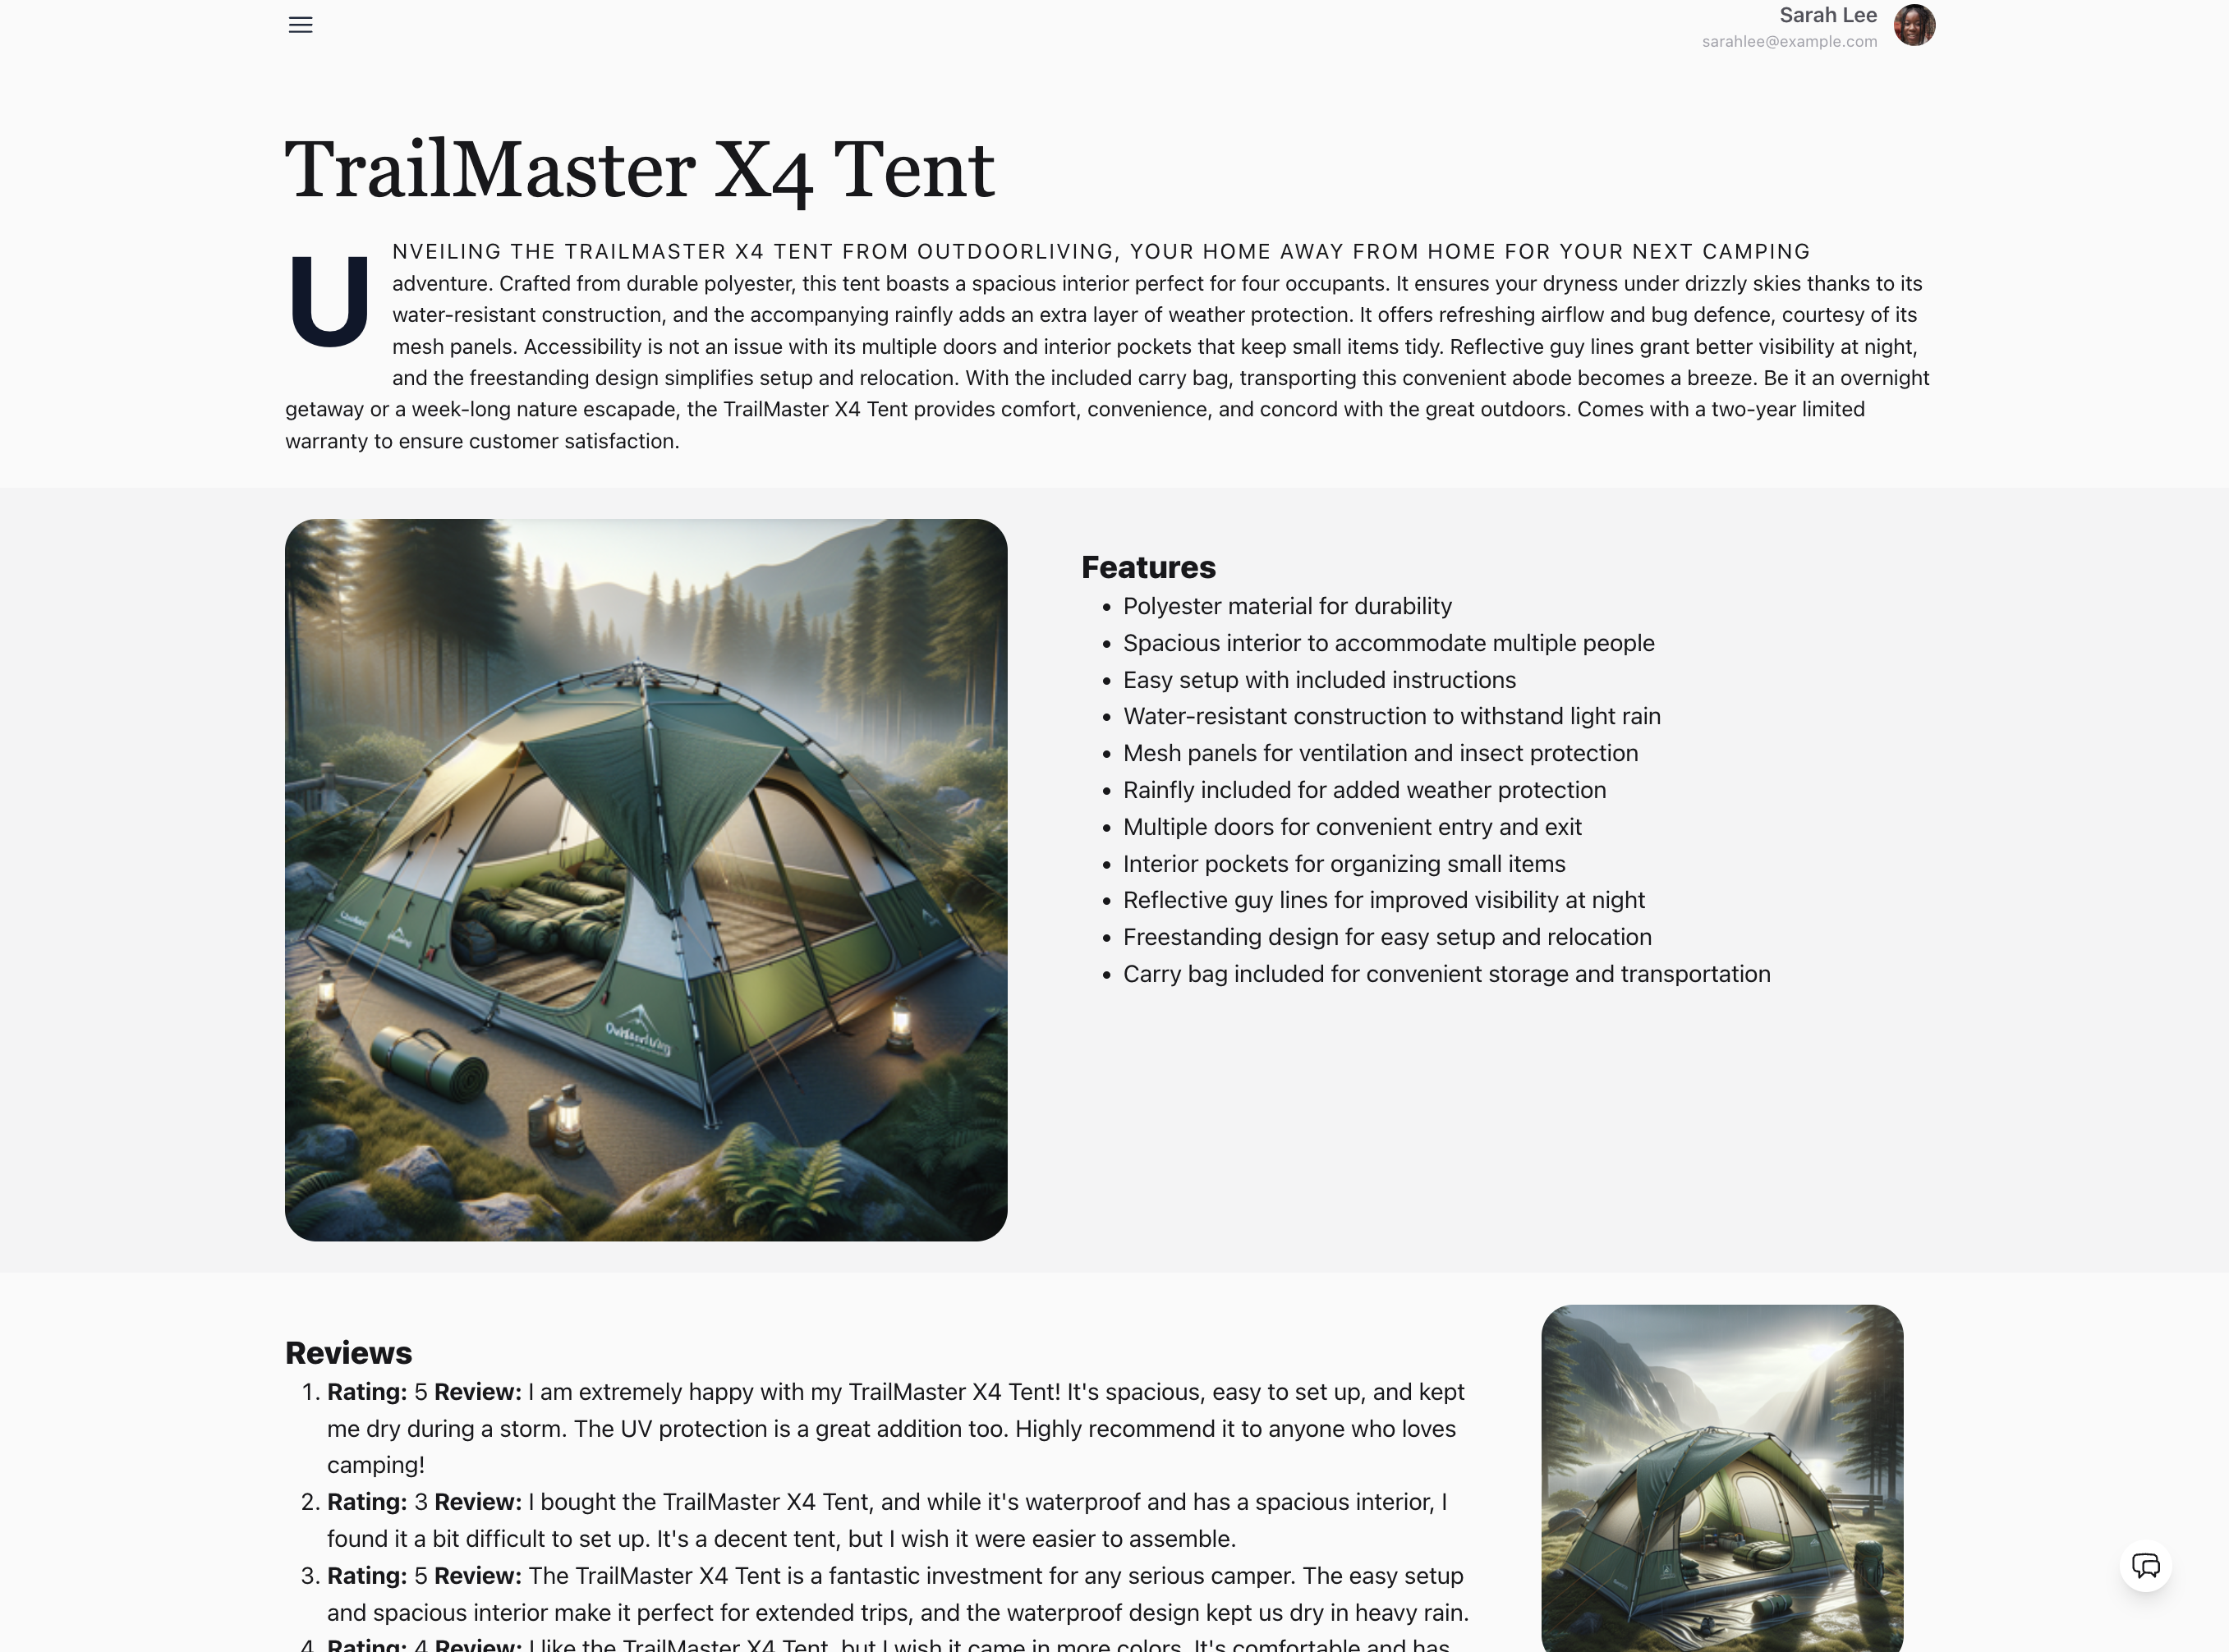 Sarah Lee
sarahlee@example.com
TrailMaster X4 Tent
UNVEILING THE TRAILMASTER X4 TENT FROM OUTDOORLIVING, YOUR HOME AWAY FROM HOME FOR YOUR NEXT CAMPING
adventure. Crafted from durable polyester, this tent boasts a spacious interior perfect for four occupants. It ensures your dryness under drizzly skies thanks to its
water-resistant construction, and the accompanying rainfly adds an extra layer of weather protection. It offers refreshing airflow and bug defence, courtesy of its
mesh panels. Accessibility is not an issue with its multiple doors and interior pockets that keep small items tidy. Reflective guy lines grant better visibility at night,
and the freestanding design simplifies setup and relocation. With the included carry bag, transporting this convenient abode becomes a breeze. Be it an overnight
getaway or a week-long nature escapade, the TrailMaster X4 Tent provides comfort, convenience, and concord with the great outdoors. Comes with a two-year limited
warranty to ensure customer satisfaction.
Features
• Polyester material for durability
• Spacious interior to accommodate multiple people
• Easy setup with included instructions
• Water-resistant construction to withstand light rain
• Mesh panels for ventilation and insect protection
• Rainfly included for added weather protection
• Multiple doors for convenient entry and exit
• Interior pockets for organizing small items
• Reflective guy lines for improved visibility at night
• Freestanding design for easy setup and relocation
• Carry bag included for convenient storage and transportation
Reviews
1. Rating: 5 Review: I am extremely happy with my TrailMaster X4 Tent! It's spacious, easy to set up, and kept
me dry during a storm. The UV protection is a great addition too. Highly recommend it to anyone who loves
camping!
2. Rating: 3 Review: I bought the TrailMaster X4 Tent, and while it's waterproof and has a spacious interior, I
found it a bit difficult to set up. It's a decent tent, but I wish it were easier to assemble.
3. Rating: 5 Review: The TrailMaster X4 Tent is a fantastic investment for any serious camper. The easy setup
and spacious interior make it perfect for extended trips, and the waterproof design kept us dry in heavy rain.
4. Rating: 4 Review: I like the TrailMaster X4 Tent, but I wish it came in more colors. It's comfortable and has